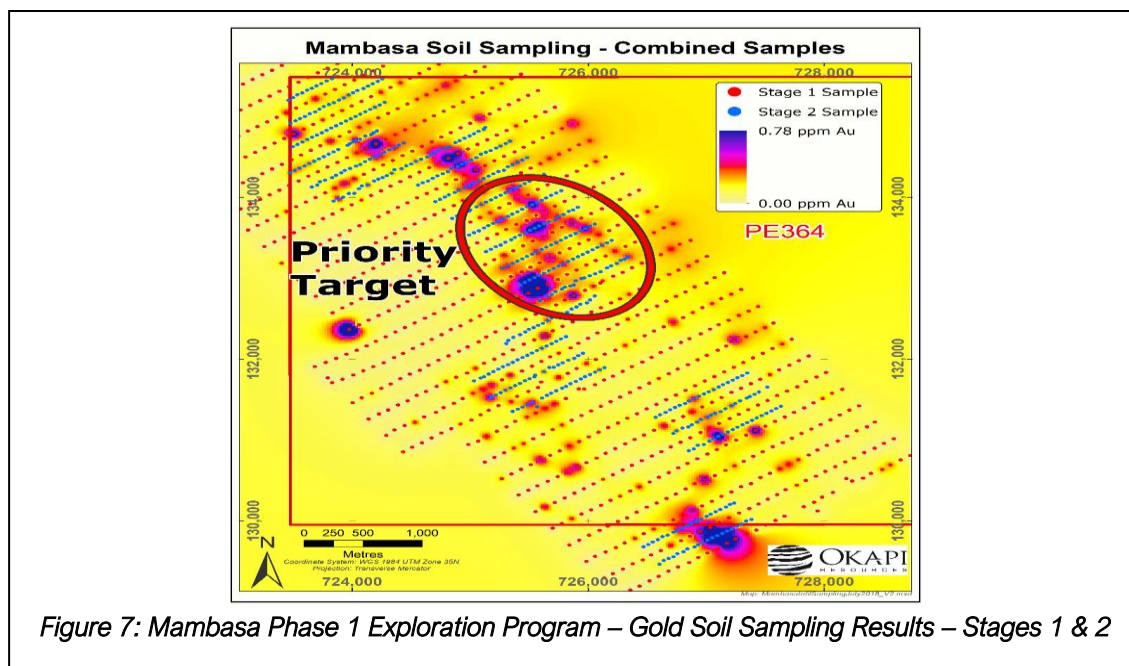 Mambasa Soil Sampling - Combined Samples
724,000 726,000 728,000
Stage 1 Sample
Stage 2 Sample
0.78 ppm Au
0.00 ppm Au
134,000 134,000
PE364
Priority
Target
132,000 132,000
130,000 130,000
0 250 500 1,000
Metres
N
Coordinate System: WGS 1984 UTM Zone 35N
Projection: Transverse Mercator
OKAPI
RESOURCES
724,000 726,000 728,000
Figure 7: Mambasa Phase 1 Exploration Program – Gold Soil Sampling Results – Stages 1 & 2